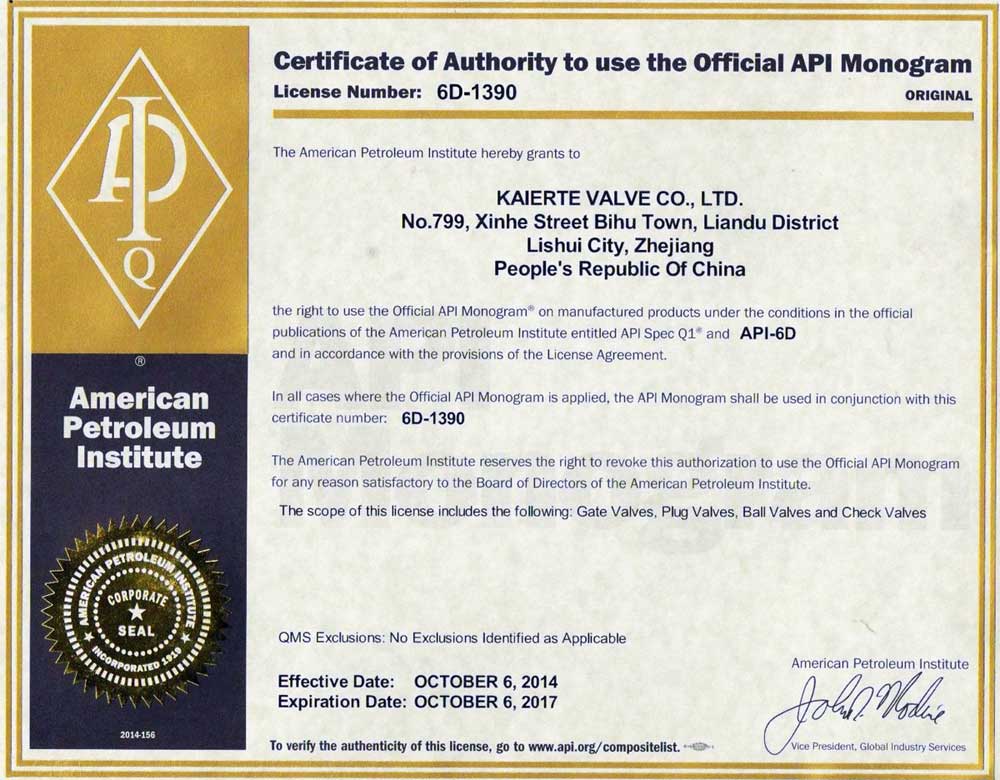 Certificate of Authority to use the Official API Monogram
License Number: 6D-1390
ORIGINAL
The American Petroleum Institute hereby grants to
KAIERTE VALVE CO., LTD.
No.799, Xinhe Street Bihu Town, Liandu District
Lishui City, Zhejiang
People's Republic Of China
the right to use the Official API Monogram® on manufactured products under the conditions in the official
publications of the American Petroleum Institute entitled API Spec Q1® and API-6D
and in accordance with the provisions of the License Agreement.
In all cases where the Official API Monogram is applied, the API Monogram shall be used in conjunction with this
certificate number: 6D-1390
The American Petroleum Institute reserves the right to revoke this authorization to use the Official API Monogram
for any reason satisfactory to the Board of Directors of the American Petroleum Institute.
The scope of this license includes the following: Gate Valves, Plug Valves, Ball Valves and Check Valves
QMS Exclusions: No Exclusions Identified as Applicable
Effective Date: OCTOBER 6, 2014
Expiration Date: OCTOBER 6, 2017
To verify the authenticity of this license, go to www.api.org/compositelist.
American Petroleum Institute
Vice President, Global Industry Services
API
Q
®
American
Petroleum
Institute
AMERICAN PETROLEUM INSTITUTE
CORPORATE
SEAL
INCORPORATED 1919
2014-156
API
Monogram